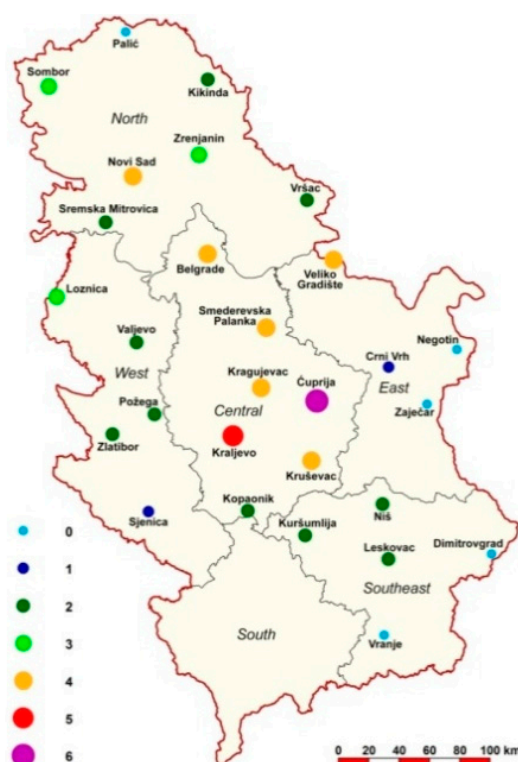 Palić
Sombor
Kikinda
North
Zrenjanin
Novi Sad
Vršac
Sremska Mitrovica
Belgrade
Veliko
Gradište
Loznica
Smederevska
Palanka
Valjevo
Negotin
Crni Vrh
West
Kragujevac
Ćuprija
East
Požega
Central
Zaječar
Zlatibor
Kraljevo
Kruševac
Kopaonik
Sjenica
Kuršumlija
Niš
Dimitrovgrad
Leskovac
Southeast
South
Vranje
0
1
2
3
4
5
6
0 20 40 60 80 100 km